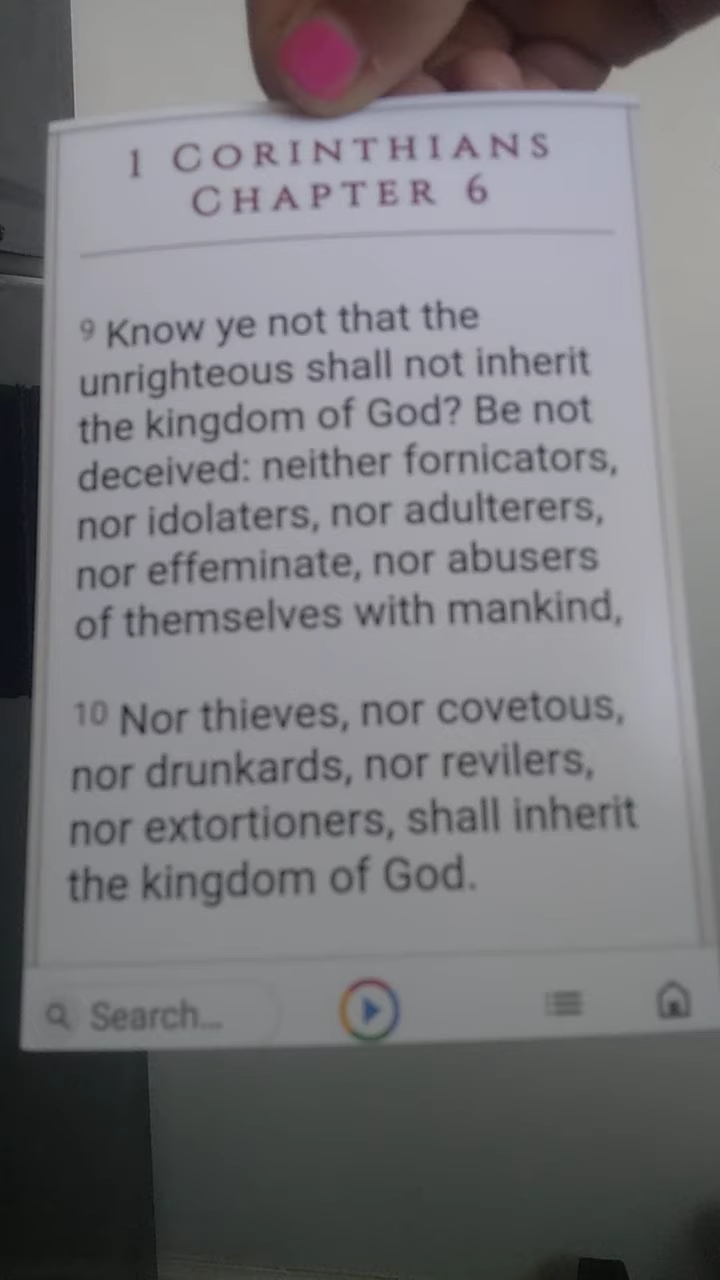 1 CORINTHIANS
CHAPTER 6
9 Know ye not that the
unrighteous shall not inherit
the kingdom of God? Be not
deceived: neither fornicators,
nor idolaters, nor adulterers,
nor effeminate, nor abusers
of themselves with mankind,
10 Nor thieves, nor covetous,
nor drunkards, nor revilers,
nor extortioners, shall inherit
the kingdom of God.
Search...